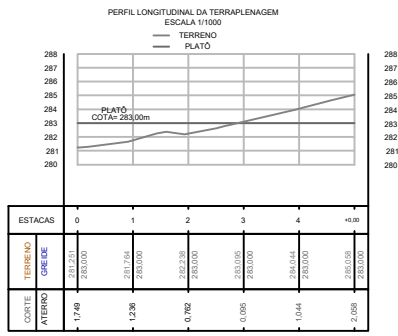 PERFIL LONGITUDINAL DA TERRAPLENAGEM
ESCALA 1/1000
TERRENO
PLATÔ
288 288
287 287
286 286
285 285
284 284
PLATÔ
283 283
COTA= 283,00m
282 282
281 281
280 280
ESTACAS 0 1 2 3 4 +0,00
TERRENO 281,251 281,764 282,238 283,095 284,044 285,058
GREIDE 283,000 283,000 283,000 283,000 283,000 283,000
CORTE 0,095 1,044 2,058
ATERRO 1,749 1,236 0,762